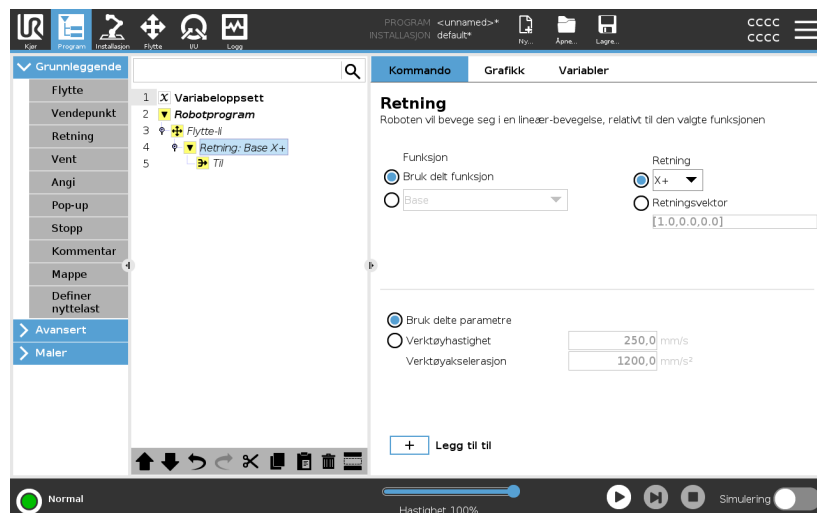 PROGRAM <unnamed>*
INSTALLASJON default*
CCCC
CCCC
Kjør
Program
Installasjon
Flytte
I/U
Logg
Ny...
Åpne...
Lagre...
Grunnleggende
Flytte
Vendepunkt
Retning
Vent
Angi
Pop-up
Stopp
Kommentar
Mappe
Definer
nyttelast
Avansert
Maler
1 X Variabeloppsett
2 Robotprogram
3 Flytte-li
4 Retning: Base X+
5 Til
Kommando
Grafikk
Variabler
Retning
Roboten vil bevege seg i en lineær-bevegelse, relativt til den valgte funksjonen
Funksjon
Bruk delt funksjon
Base
Retning
X+
Retningsvektor
[1.0,0.0,0.0]
Bruk delte parametre
Verktøyhastighet 250,0 mm/s
Verktøyakselerasjon 1200,0 mm/s²
+ Legg til til
Normal
Hastighet 100%
Simulering